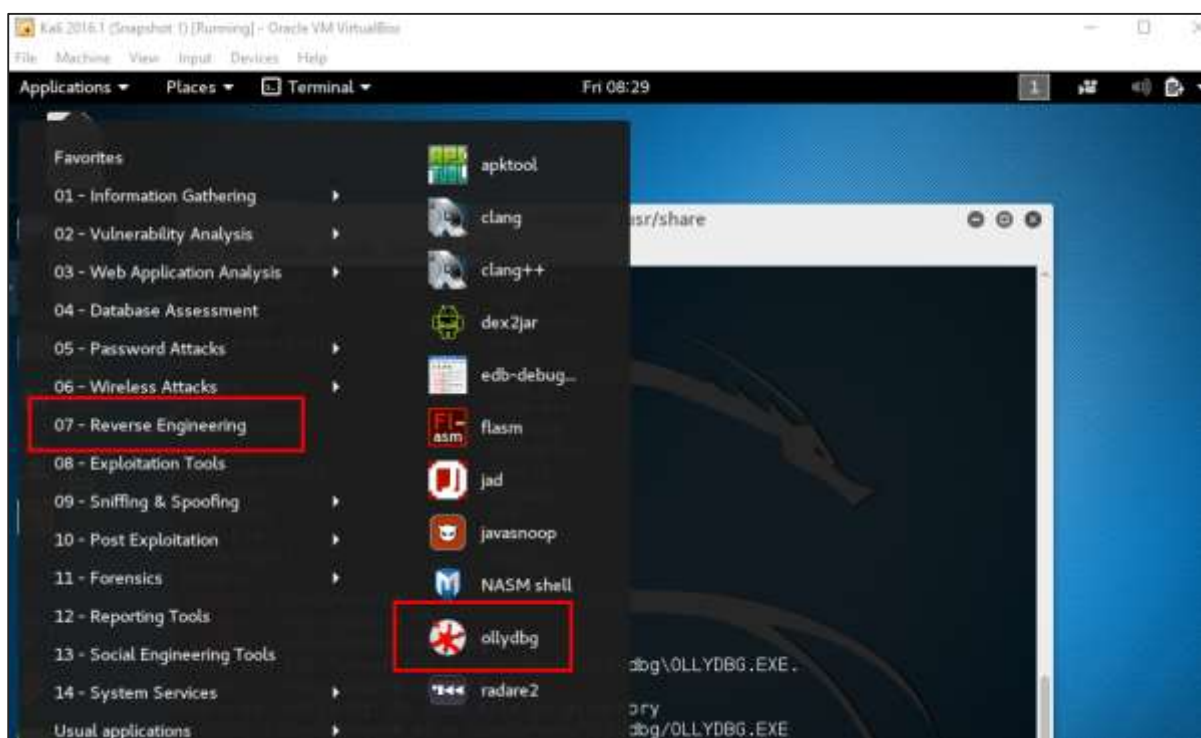 Kali 2016.1 (Snapshot 1) [Running] - Oracle VM VirtualBox
File Machine View Input Devices Help
Applications Places Terminal Fri 08:29 1
Favorites
01 - Information Gathering
02 - Vulnerability Analysis
03 - Web Application Analysis
04 - Database Assessment
05 - Password Attacks
06 - Wireless Attacks
07 - Reverse Engineering
08 - Exploitation Tools
09 - Sniffing & Spoofing
10 - Post Exploitation
11 - Forensics
12 - Reporting Tools
13 - Social Engineering Tools
14 - System Services
Usual applications
apktool
clang
clang++
dex2jar
edb-debug...
flasm
jad
javasnoop
NASM shell
ollydbg
radare2
usr/share
dbg\OLLYDBG.EXE.
ory
dbg/OLLYDBG.EXE